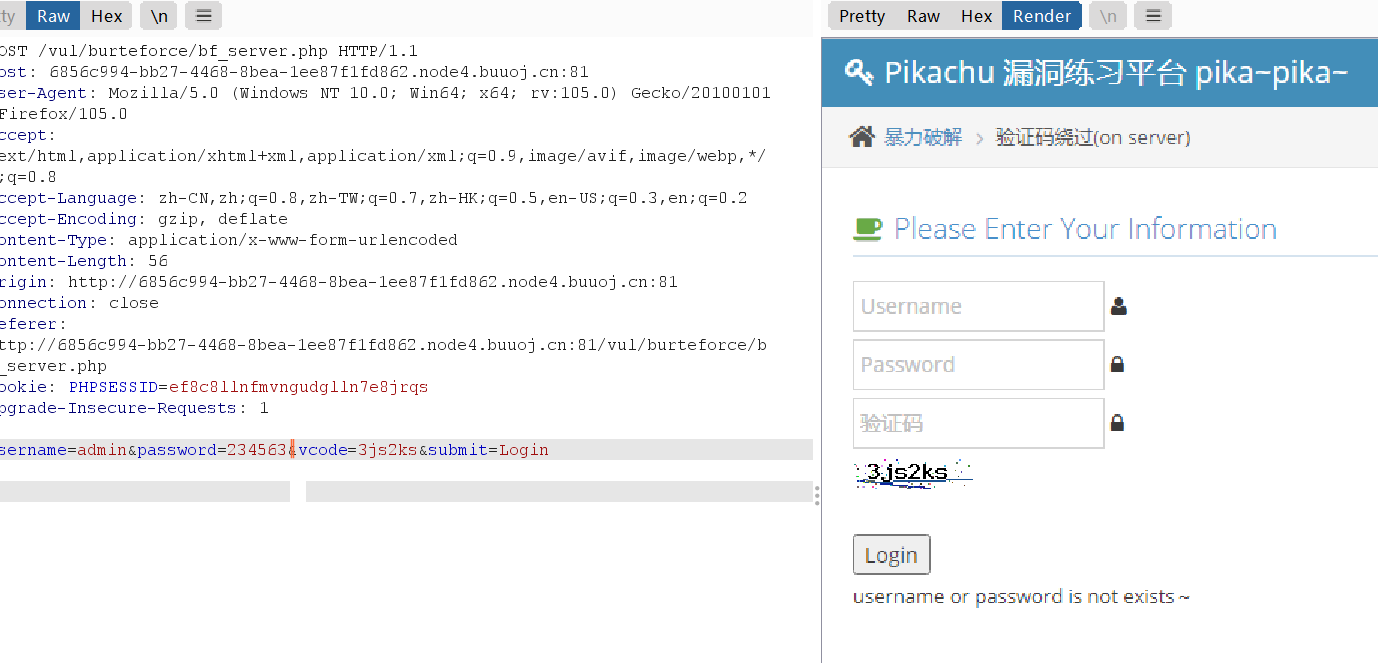 ty Raw Hex \n
OST /vul/burteforce/bf_server.php HTTP/1.1
ost: 6856c994-bb27-4468-8bea-1ee87f1fd862.node4.buuoj.cn:81
ser-Agent: Mozilla/5.0 (Windows NT 10.0; Win64; x64; rv:105.0) Gecko/20100101
Firefox/105.0
ccept:
ext/html,application/xhtml+xml,application/xml;q=0.9,image/avif,image/webp,*/
;q=0.8
ccept-Language: zh-CN,zh;q=0.8,zh-TW;q=0.7,zh-HK;q=0.5,en-US;q=0.3,en;q=0.2
ccept-Encoding: gzip, deflate
ontent-Type: application/x-www-form-urlencoded
ontent-Length: 56
rigin: http://6856c994-bb27-4468-8bea-1ee87f1fd862.node4.buuoj.cn:81
onnection: close
eferer:
ttp://6856c994-bb27-4468-8bea-1ee87f1fd862.node4.buuoj.cn:81/vul/burteforce/b
_server.php
ookie: PHPSESSID=ef8c8llnfmvngudglln7e8jrqs
pgrade-Insecure-Requests: 1
sername=admin&password=234563&vcode=3js2ks&submit=Login
Pretty Raw Hex Render \n
Pikachu 漏洞练习平台 pika~pika~
暴力破解 > 验证码绕过(on server)
Please Enter Your Information
Username
Password
验证码
3js2ks
Login
username or password is not exists～